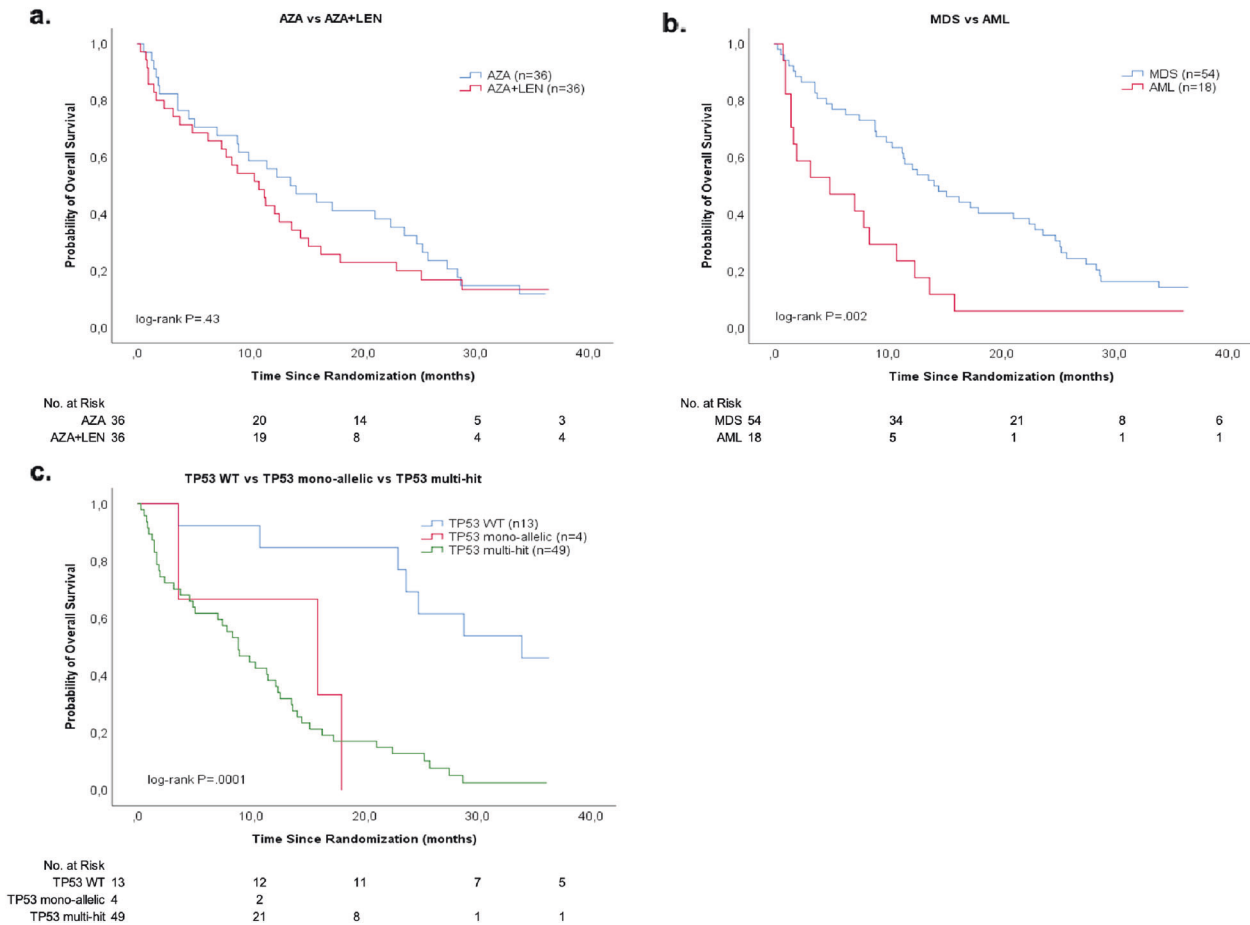 a.
AZA vs AZA+LEN
1,0
0,8
0,6
0,4
0,2
0,0
Probability of Overall Survival
AZA (n=36)
AZA+LEN (n=36)
log-rank P=.43
,0 10,0 20,0 30,0 40,0
Time Since Randomization (months)
No. at Risk
AZA 36 20 14 5 3
AZA+LEN 36 19 8 4 4
b.
MDS vs AML
1,0
0,8
0,6
0,4
0,2
0,0
Probability of Overall Survival
MDS (n=54)
AML (n=18)
log-rank P=.002
,0 10,0 20,0 30,0 40,0
Time Since Randomization (months)
No. at Risk
MDS 54 34 21 8 6
AML 18 5 1 1 1
c.
TP53 WT vs TP53 mono-allelic vs TP53 multi-hit
1,0
0,8
0,6
0,4
0,2
0,0
Probability of Overall Survival
TP53 WT (n13)
TP53 mono-allelic (n=4)
TP53 multi-hit (n=49)
log-rank P=.0001
,0 10,0 20,0 30,0 40,0
Time Since Randomization (months)
No. at Risk
TP53 WT 13 12 11 7 5
TP53 mono-allelic 4 2
TP53 multi-hit 49 21 8 1 1